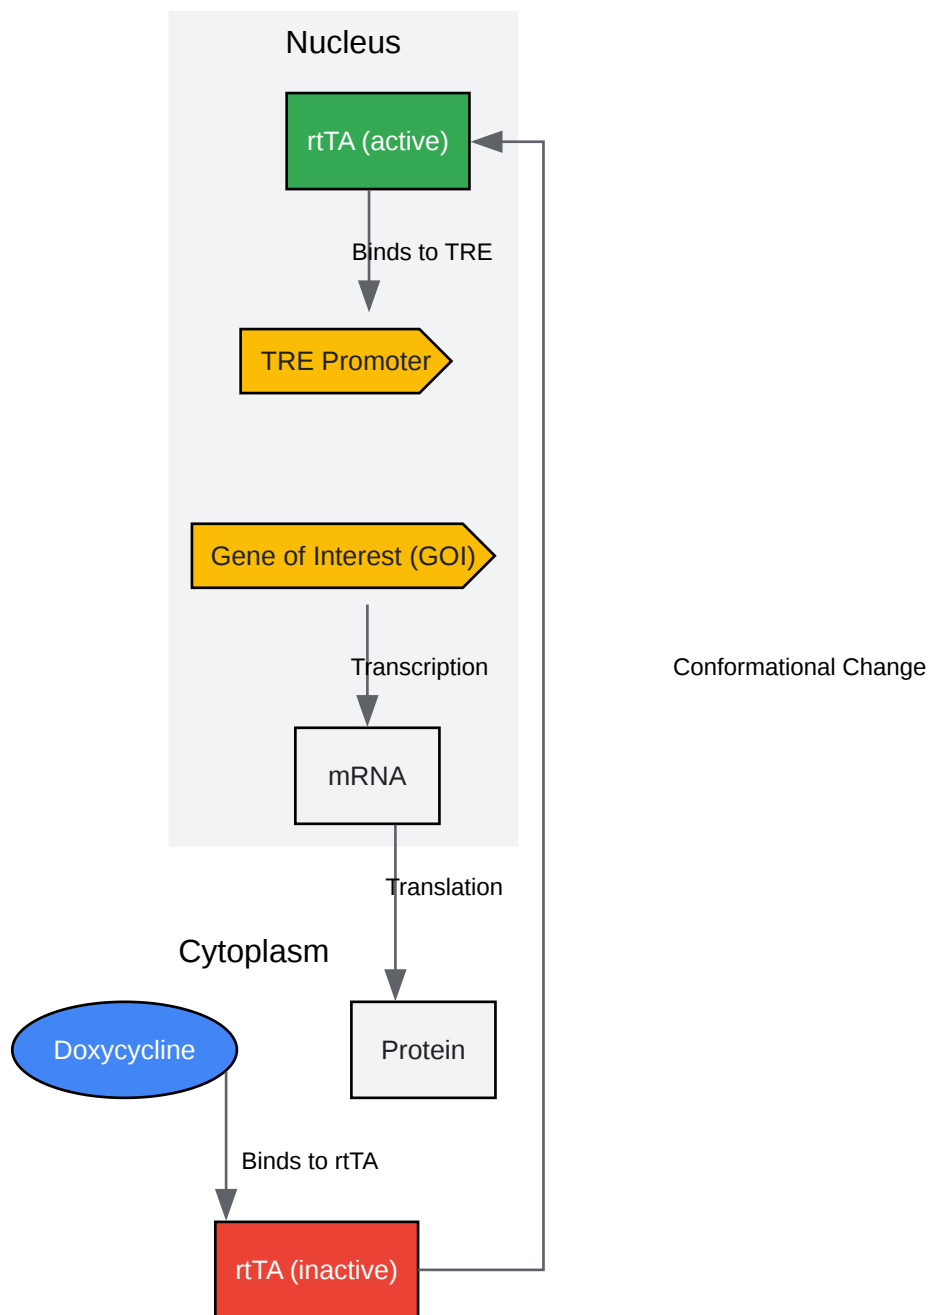 Nucleus
rtTA (active)
Binds to TRE
TRE Promoter
Gene of Interest (GOI)
Transcription
Conformational Change
mRNA
Translation
Cytoplasm
Doxycycline
Protein
Binds to rtTA
rtTA (inactive)